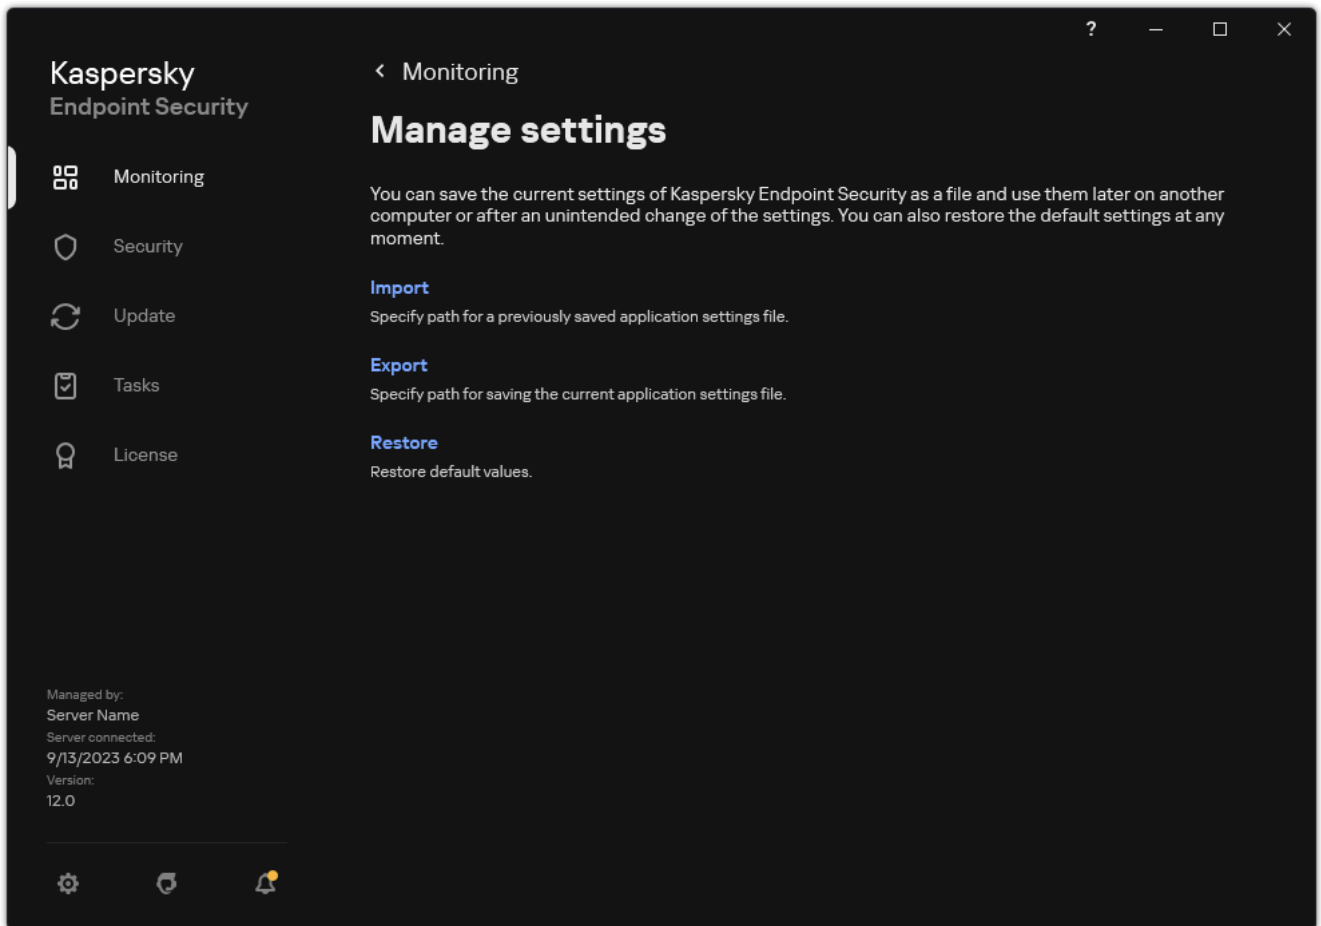 ?
Kaspersky
Endpoint Security
Monitoring
Security
Update
Tasks
License
Managed by:
Server Name
Server connected:
9/13/2023 6:09 PM
Version:
12.0
Monitoring
Manage settings
You can save the current settings of Kaspersky Endpoint Security as a file and use them later on another
computer or after an unintended change of the settings. You can also restore the default settings at any
moment.
Import
Specify path for a previously saved application settings file.
Export
Specify path for saving the current application settings file.
Restore
Restore default values.